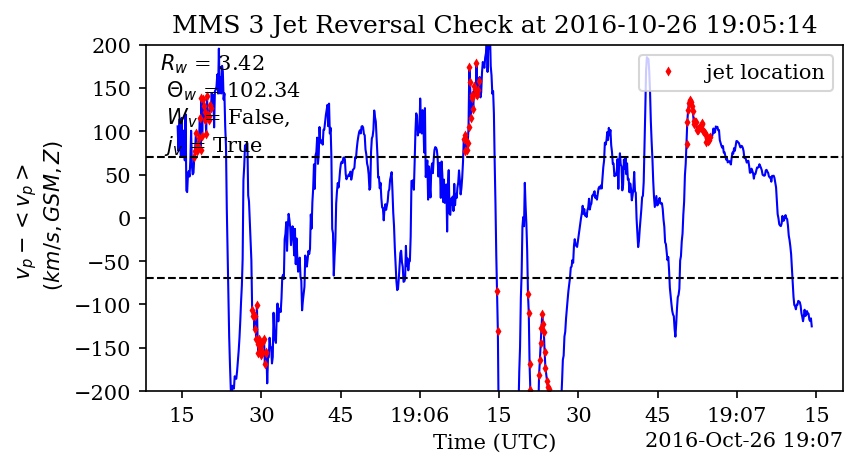 MMS 3 Jet Reversal Check at 2016-10-26 19:05:14
R_w = 3.42
Θ_w = 102.34
W_v = False,
j_v = True
jet location
v_p − < v_p >
(km/s, GSM, Z)
200
150
100
50
0
−50
−100
−150
−200
15 30 45 19:06 15 30 45 19:07 15
Time (UTC)
2016-Oct-26 19:07